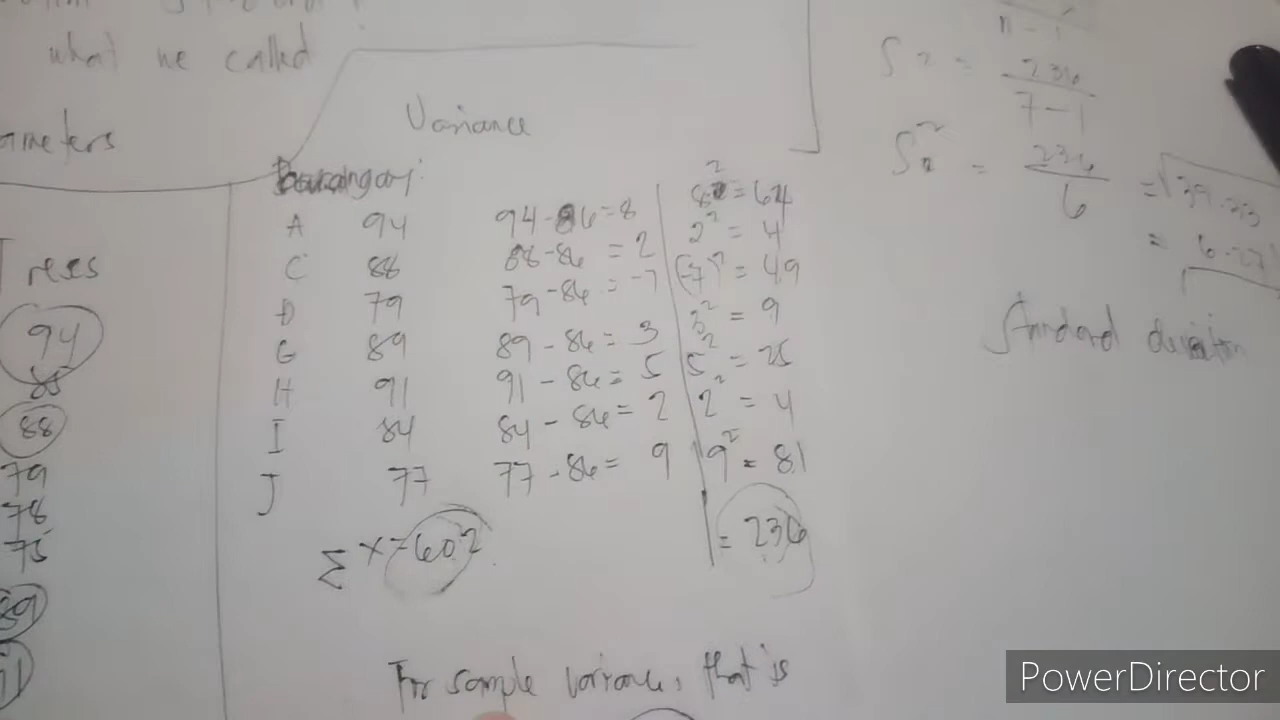 what we called
Variance
ameters
Barangay:
A 94 94-86=8 8² = 64
C 88 88-86 = 2 2² = 4
D 79 79-86 = -7 (-7)² = 49
G 89 89-86 = 3 3² = 9
H 91 91-86 = 5 5² = 25
I 84 84-86 = 2 2² = 4
J 77 77-86 = 9 9² = 81
Σx = 602 = 236
For sample variance, that is
rees
94
88
79
78
75
89
n-1
S² = 236
7-1
S² = 236
6
= 6.27
Standard deviation
PowerDirector